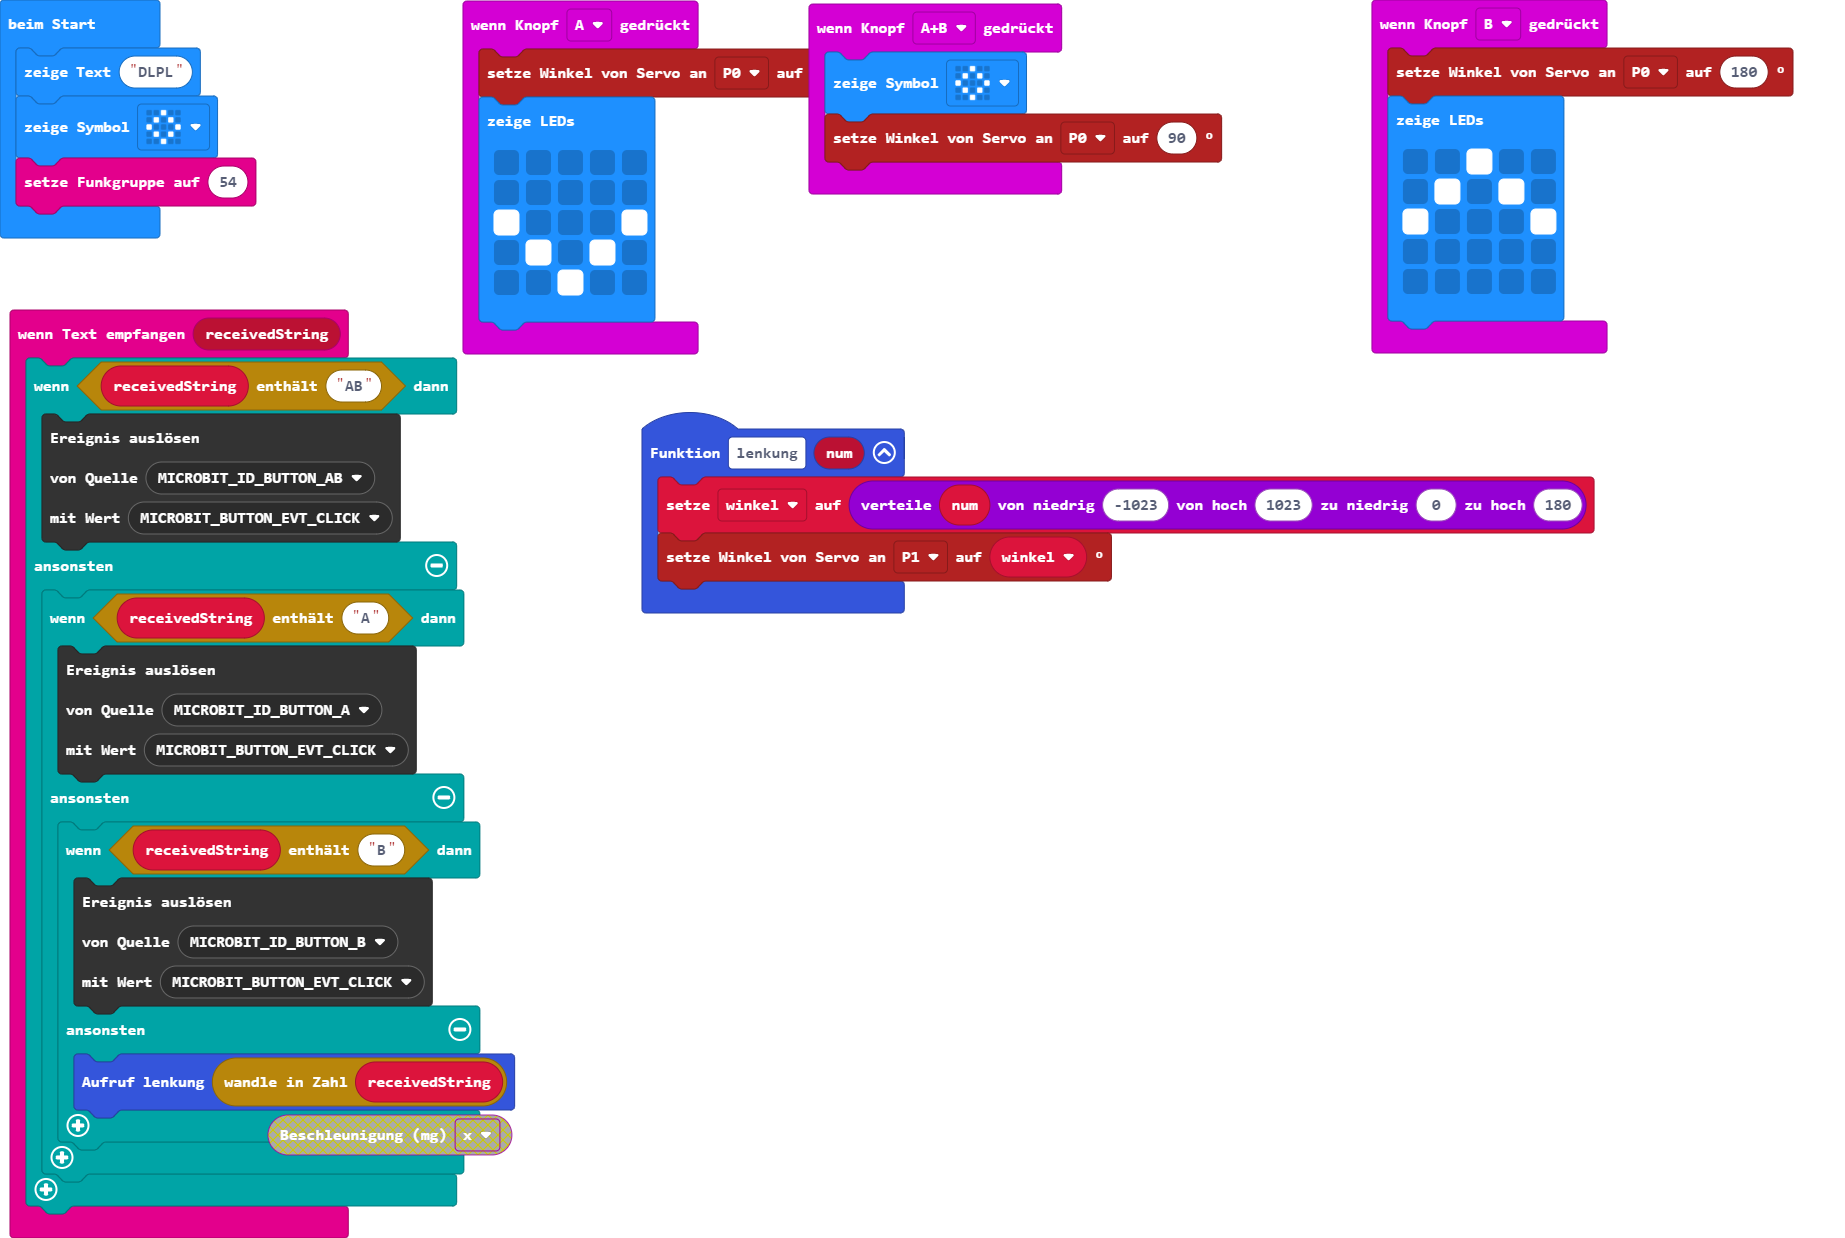 beim Start
zeige Text "DLPL"
zeige Symbol
setze Funkgruppe auf 54
wenn Knopf A gedrückt
setze Winkel von Servo an P0 auf
zeige LEDs
wenn Knopf A+B gedrückt
zeige Symbol
setze Winkel von Servo an P0 auf 90 °
wenn Knopf B gedrückt
setze Winkel von Servo an P0 auf 180 °
zeige LEDs
wenn Text empfangen receivedString
wenn receivedString enthält "AB" dann
Ereignis auslösen
von Quelle MICROBIT_ID_BUTTON_AB
mit Wert MICROBIT_BUTTON_EVT_CLICK
ansonsten
wenn receivedString enthält "A" dann
Ereignis auslösen
von Quelle MICROBIT_ID_BUTTON_A
mit Wert MICROBIT_BUTTON_EVT_CLICK
ansonsten
wenn receivedString enthält "B" dann
Ereignis auslösen
von Quelle MICROBIT_ID_BUTTON_B
mit Wert MICROBIT_BUTTON_EVT_CLICK
ansonsten
Aufruf lenkung wandle in Zahl receivedString
Beschleunigung (mg) x
Funktion lenkung num
setze winkel auf verteile num von niedrig -1023 von hoch 1023 zu niedrig 0 zu hoch 180
setze Winkel von Servo an P1 auf winkel °